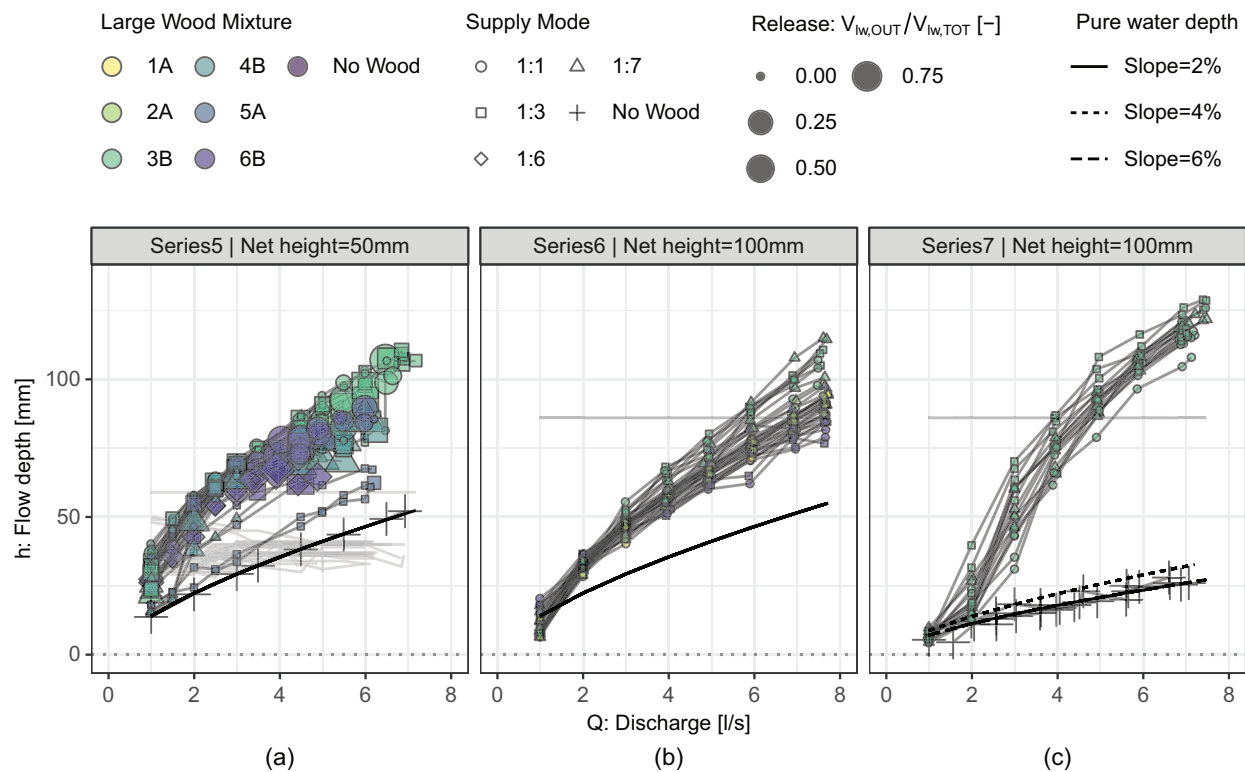 Large Wood Mixture
1A
4B
No Wood
2A
5A
3B
6B
Supply Mode
1:1
1:7
1:3
No Wood
1:6
Release: Vlw,OUT/Vlw,TOT [−]
0.00
0.75
0.25
0.50
Pure water depth
Slope=2%
Slope=4%
Slope=6%
Series5 | Net height=50mm
Series6 | Net height=100mm
Series7 | Net height=100mm
h: Flow depth [mm]
100
50
0
0 2 4 6 8
0 2 4 6 8
0 2 4 6 8
Q: Discharge [l/s]
(a)
(b)
(c)